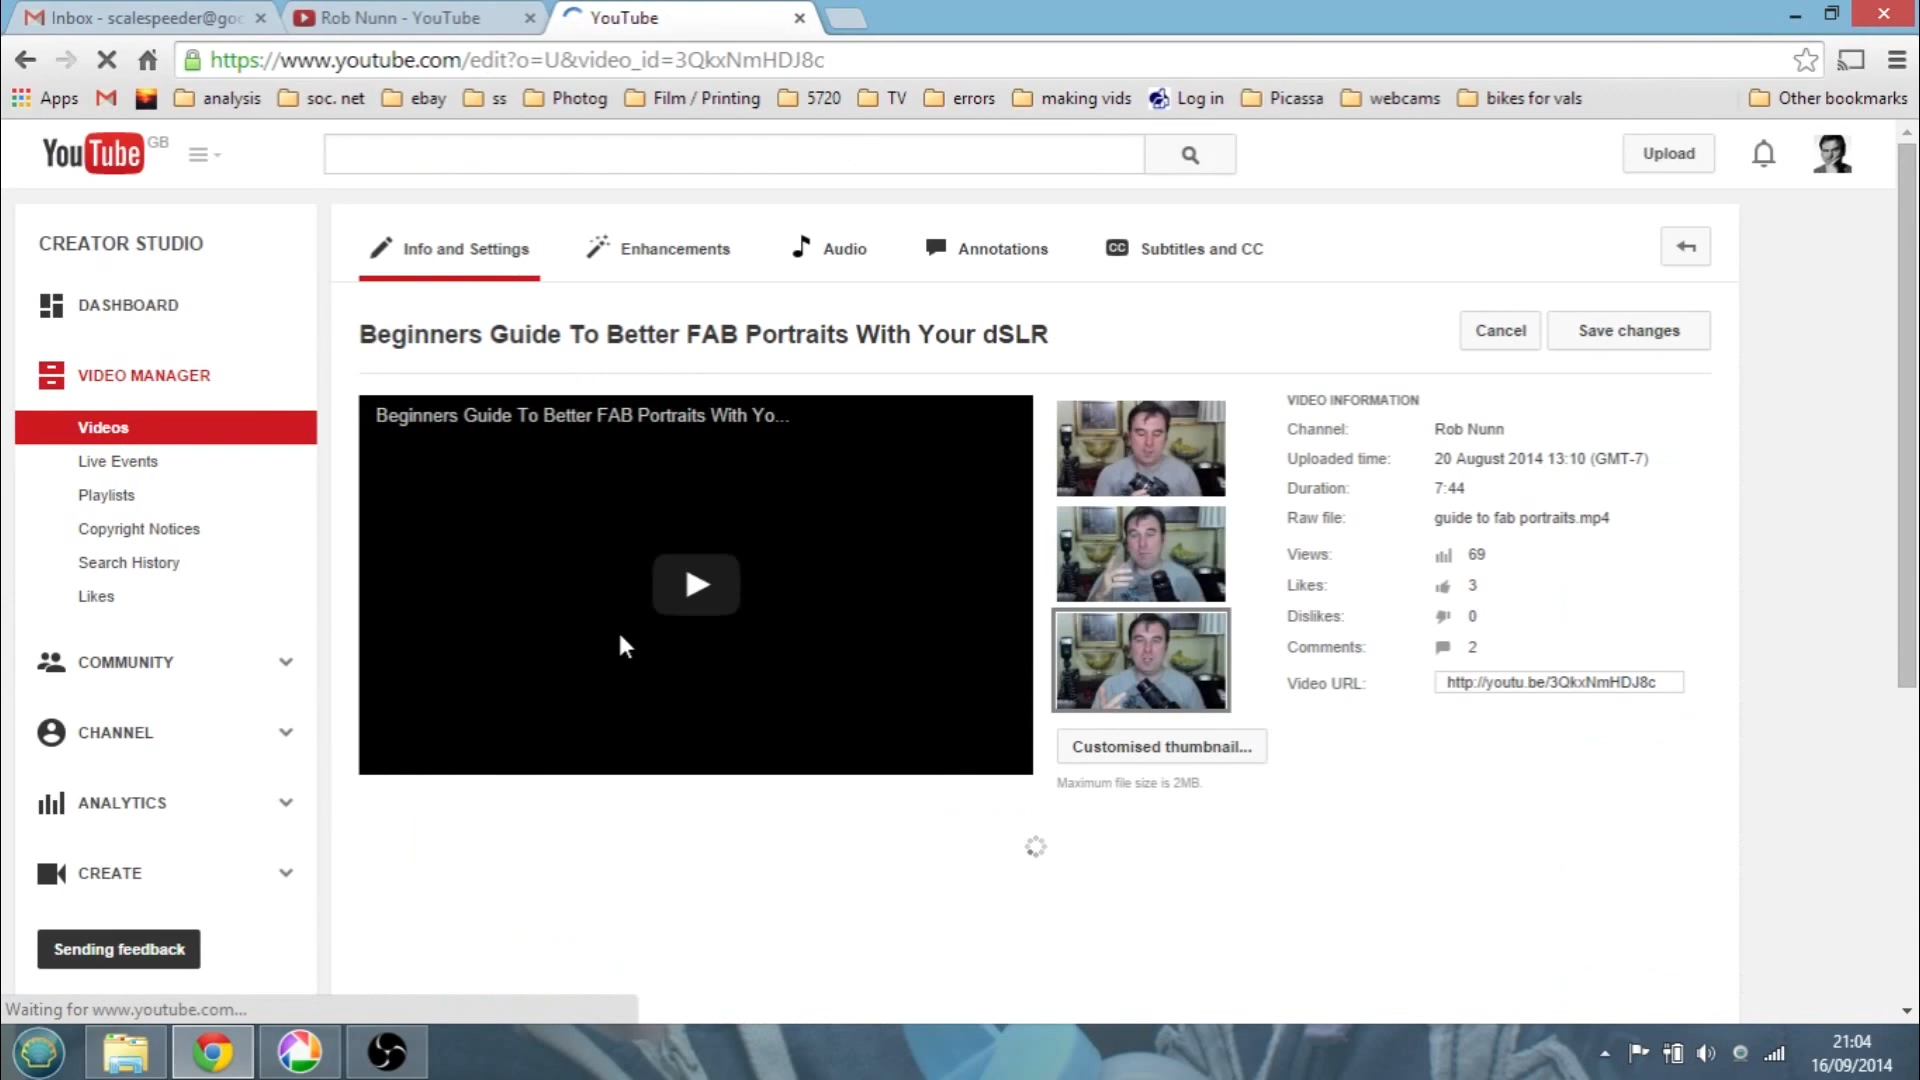 Inbox - scalespeeder@goo
Rob Nunn - YouTube
YouTube
https://www.youtube.com/edit?o=U&video_id=3QkxNmHDJ8c
Apps
analysis
soc. net
ebay
ss
Photog
Film / Printing
5720
TV
errors
making vids
Log in
Picassa
webcams
bikes for vals
Other bookmarks
YouTube GB
Upload
CREATOR STUDIO
DASHBOARD
VIDEO MANAGER
Videos
Live Events
Playlists
Copyright Notices
Search History
Likes
COMMUNITY
CHANNEL
ANALYTICS
CREATE
Sending feedback
Info and Settings
Enhancements
Audio
Annotations
CC Subtitles and CC
Beginners Guide To Better FAB Portraits With Your dSLR
Cancel
Save changes
Beginners Guide To Better FAB Portraits With Yo...
Customised thumbnail...
Maximum file size is 2MB.
VIDEO INFORMATION
Channel: Rob Nunn
Uploaded time: 20 August 2014 13:10 (GMT-7)
Duration: 7:44
Raw file: guide to fab portraits.mp4
Views: 69
Likes: 3
Dislikes: 0
Comments: 2
Video URL: http://youtu.be/3QkxNmHDJ8c
Waiting for www.youtube.com...
21:04
16/09/2014